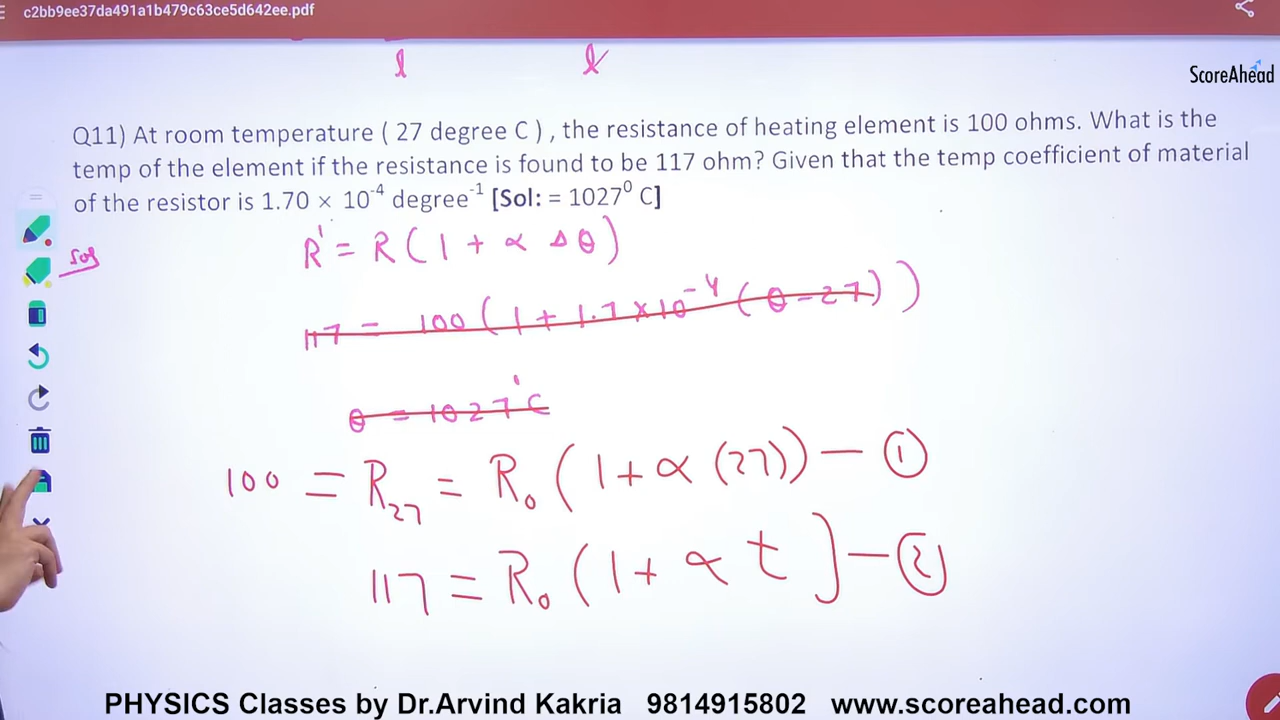 c2bb9ee37da491a1b479c63ce5d642ee.pdf
l l
ScoreAhead
Q11) At room temperature ( 27 degree C ) , the resistance of heating element is 100 ohms. What is the
temp of the element if the resistance is found to be 117 ohm? Given that the temp coefficient of material
of the resistor is 1.70 × 10⁻⁴ degree⁻¹ [Sol: = 1027⁰ C]
Sol
R' = R ( 1 + α Δθ )
117 = 100 ( 1 + 1.7 × 10⁻⁴ ( θ - 27 ) )
θ = 1027°C
100 = R₂₇ = R₀ ( 1 + α (27) ) — ①
117 = R₀ ( 1 + α t ] — ②
PHYSICS Classes by Dr.Arvind Kakria 9814915802 www.scoreahead.com